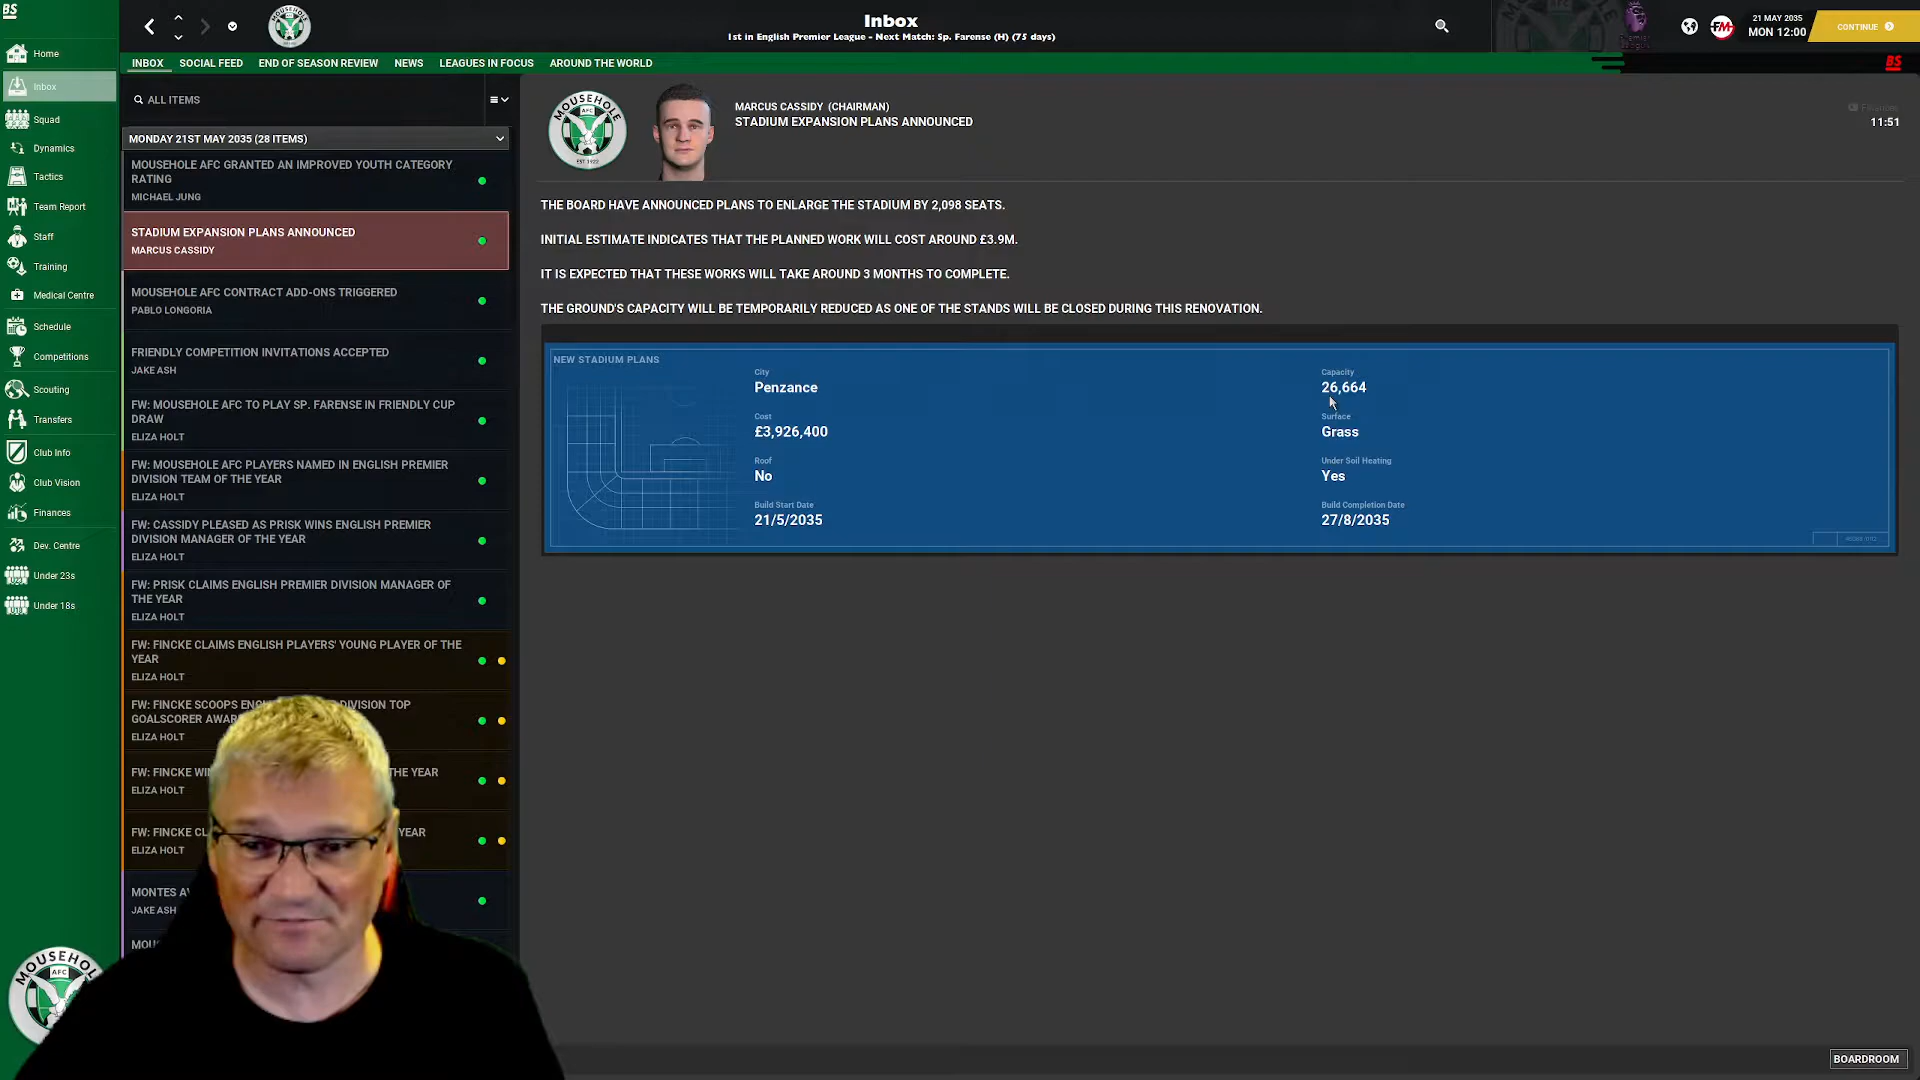 BS
Inbox
1st in English Premier League - Next Match: Sp. Farense (H) (75 days)
21 MAY 2035
MON 12:00
CONTINUE
INBOX SOCIAL FEED END OF SEASON REVIEW NEWS LEAGUES IN FOCUS AROUND THE WORLD
BS
Home
Inbox
Squad
Dynamics
Tactics
Team Report
Staff
Training
Medical Centre
Schedule
Competitions
Scouting
Transfers
Club Info
Club Vision
Finances
Dev. Centre
Under 23s
Under 18s
MOUSEHOLE
AFC
ALL ITEMS
MONDAY 21ST MAY 2035 (28 ITEMS)
MOUSEHOLE AFC GRANTED AN IMPROVED YOUTH CATEGORY
RATING
MICHAEL JUNG
STADIUM EXPANSION PLANS ANNOUNCED
MARCUS CASSIDY
MOUSEHOLE AFC CONTRACT ADD-ONS TRIGGERED
PABLO LONGORIA
FRIENDLY COMPETITION INVITATIONS ACCEPTED
JAKE ASH
FW: MOUSEHOLE AFC TO PLAY SP. FARENSE IN FRIENDLY CUP
DRAW
ELIZA HOLT
FW: MOUSEHOLE AFC PLAYERS NAMED IN ENGLISH PREMIER
DIVISION TEAM OF THE YEAR
ELIZA HOLT
FW: CASSIDY PLEASED AS PRISK WINS ENGLISH PREMIER
DIVISION MANAGER OF THE YEAR
ELIZA HOLT
FW: PRISK CLAIMS ENGLISH PREMIER DIVISION MANAGER OF
THE YEAR
ELIZA HOLT
FW: FINCKE CLAIMS ENGLISH PLAYERS' YOUNG PLAYER OF THE
YEAR
ELIZA HOLT
FW: FINCKE SCOOPS DIVISION TOP
GOALSCORER
ELIZA HOLT
FW: FINCKE THE YEAR
ELIZA HOLT
FW: FINCKE YEAR
ELIZA HOLT
MONTES
JAKE ASH
MOUSEHOLE
AFC
EST 1922
MARCUS CASSIDY (CHAIRMAN)
STADIUM EXPANSION PLANS ANNOUNCED
Finances
11:51
THE BOARD HAVE ANNOUNCED PLANS TO ENLARGE THE STADIUM BY 2,098 SEATS.
INITIAL ESTIMATE INDICATES THAT THE PLANNED WORK WILL COST AROUND £3.9M.
IT IS EXPECTED THAT THESE WORKS WILL TAKE AROUND 3 MONTHS TO COMPLETE.
THE GROUND'S CAPACITY WILL BE TEMPORARILY REDUCED AS ONE OF THE STANDS WILL BE CLOSED DURING THIS RENOVATION.
NEW STADIUM PLANS
City
Penzance
Capacity
26,664
Cost
£3,926,400
Surface
Grass
Roof
No
Under Soil Heating
Yes
Build Start Date
21/5/2035
Build Completion Date
27/8/2035
BOARDROOM